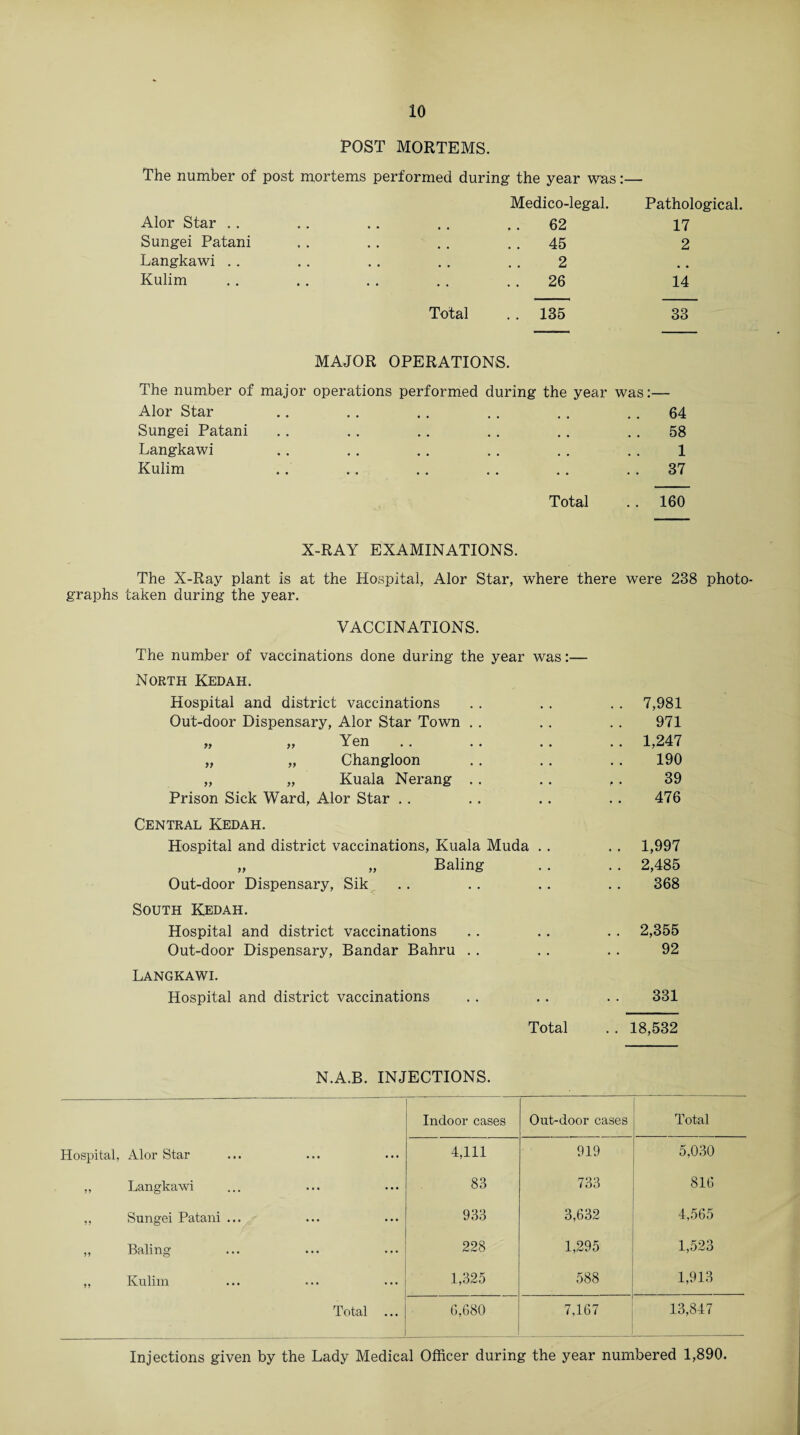 10
POST MORTEMS.
The number of post mortems performed during the year was:—
Medico-legal. Pathological.
Alor Star . . . . . . . . . . 62 17
Sungei Patani . . . . . . . . 45 2
Langkawi . . . . . . . . . . 2 . .
Kulim . . . . . . . . . . 26 14
Total . . 135 33
MAJOR OPERATIONS.
The number of major operations performed during the year was:—
Alor Star . . . . . . . . . . . . 64
Sungei Patani . . . . . . . . . . . . 58
Langkawi . . . . . . . . . . . . 1
Kulim . . . . . . . . . . . . 37
Total . . 160
X-RAY EXAMINATIONS.
The X-Ray plant is at the Hospital, Alor Star, where there were 238 photo-
graphs taken during the year.
VACCINATIONS.
The number of vaccinations done during the year was:—
NORTH KEDAH.
Hospital and district vaccinations . . . . . . 7,981
Out-door Dispensary, Alor Star Town . . . . . . 971
„ „ Yen . . . . . . . . 1,247
„ „ Changloon . . . . . . 190
„ „ Kuala Nerang . . . . . . 39
Prison Sick Ward, Alor Star . . . . . . . . 476
CENTRAL KEDAH.
Hospital and district vaccinations, Kuala Muda . . . . 1,997
„ „ Baling . . . . 2,485
Out-door Dispensary, Sik . . . . . . . . 368
SOUTH KEDAH.
Hospital and district vaccinations . . . . . . 2,355
Out-door Dispensary, Bandar Bahru . . . . . . 92
LANGKAWI.
Hospital and district vaccinations . . . . . . 331
Total . . 18,532
N.A.B. INJECTIONS.
Indoor cases Out-door cases Total
Hospital, Alor Star ... ... ... 4,111 919 5,030
„ Langkawi ... ... ... 83 733 816
„ Sungei Patani ... ... ... 933 3,632 4,565
„ Baling ... ... ... 228 1,295 1,523
„ Kulim ... ... ... 1,325 588 1,913
Total ... 6,680 7,167 13,847
Injections given by the Lady Medical Officer during the year numbered 1,890.